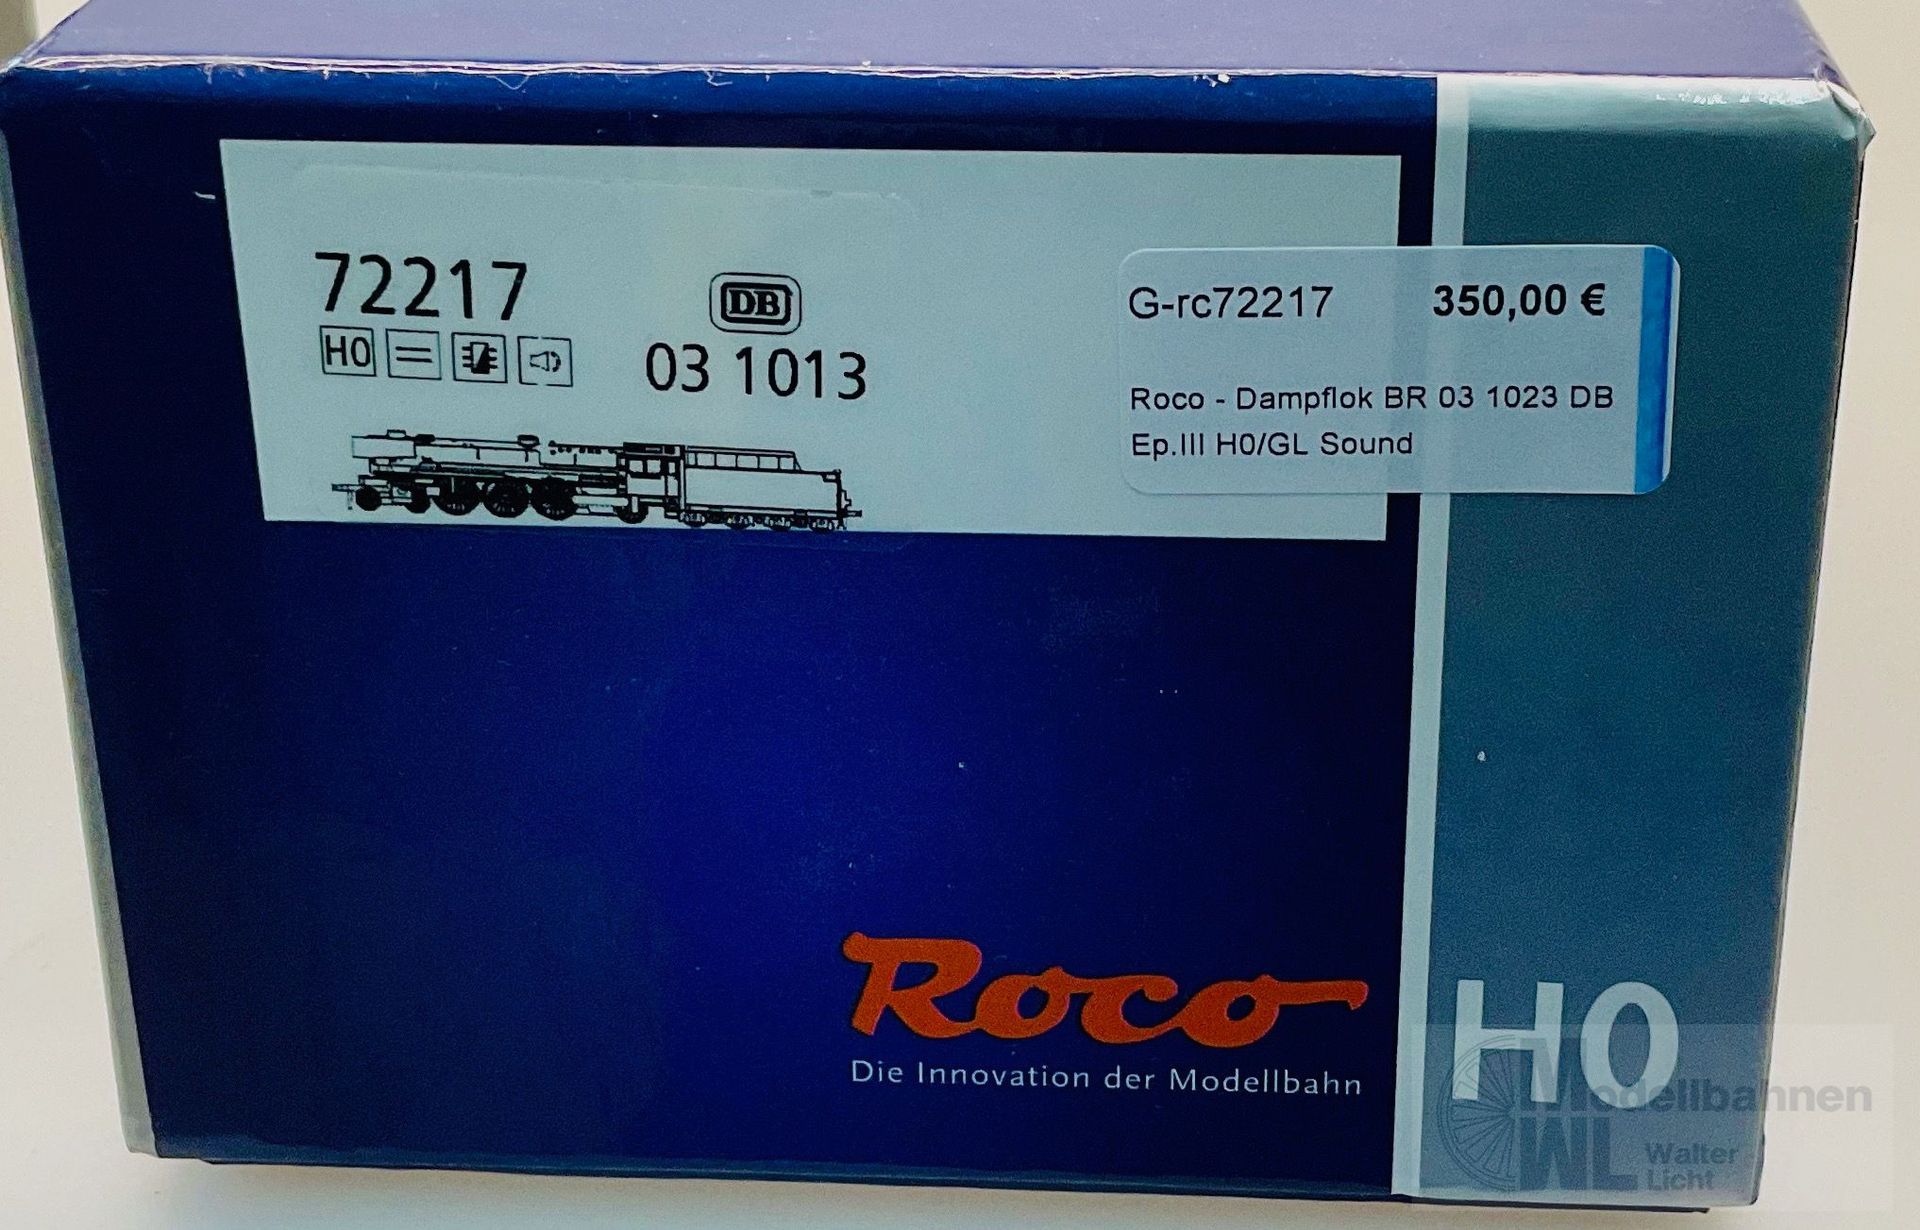 72217
DB
H0
03 1013
G-rc72217 350,00 €
Roco - Dampflok BR 03 1023 DB
Ep.III H0/GL Sound
Roco
Die Innovation der Modellbahn
H0
Modellbahnen
WL Walter
Licht